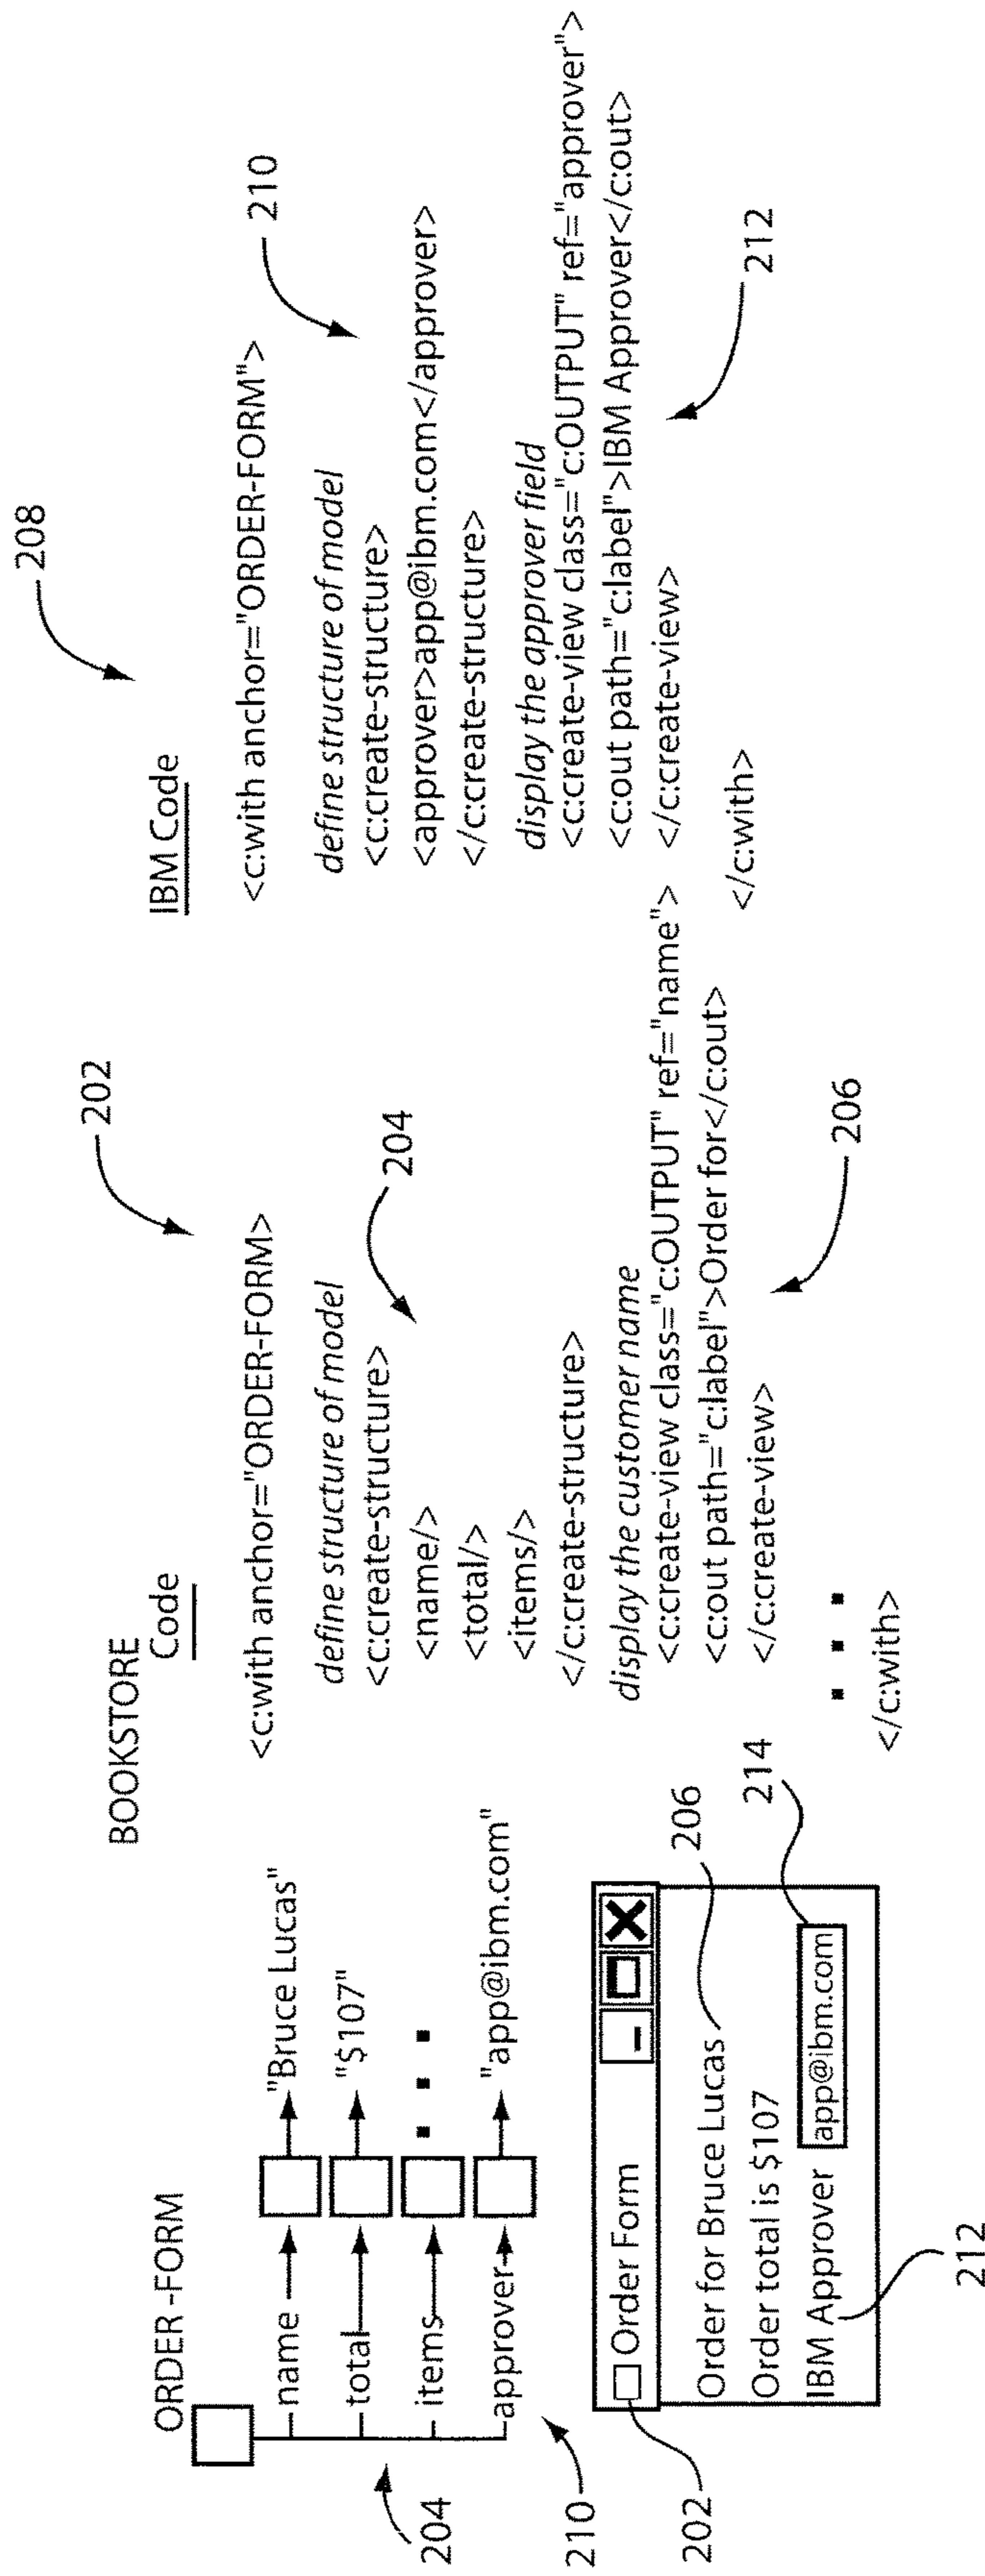 ORDER -FORM
name
"Bruce Lucas"
total
"$107"
items
approver
"app@ibm.com"
204
210
202
Order Form
Order for Bruce Lucas
206
Order total is $107
IBM Approver
app@ibm.com
214
212
BOOKSTORE
Code
202
<c:with anchor="ORDER-FORM>
define structure of model
<c:create-structure>
204
<name/>
<total/>
<items/>
</c:create-structure>
display the customer name
<c:create-view class="c:OUTPUT" ref="name">
<c:out path="c:label">Order for</c:out>
</c:create-view>
206
</c:with>
IBM Code
208
<c:with anchor="ORDER-FORM">
210
define structure of model
<c:create-structure>
<approver>app@ibm.com</approver>
</c:create-structure>
display the approver field
<c:create-view class="c:OUTPUT" ref="approver">
<c:out path="c:label">IBM Approver</c:out>
</c:create-view>
212
</c:with>